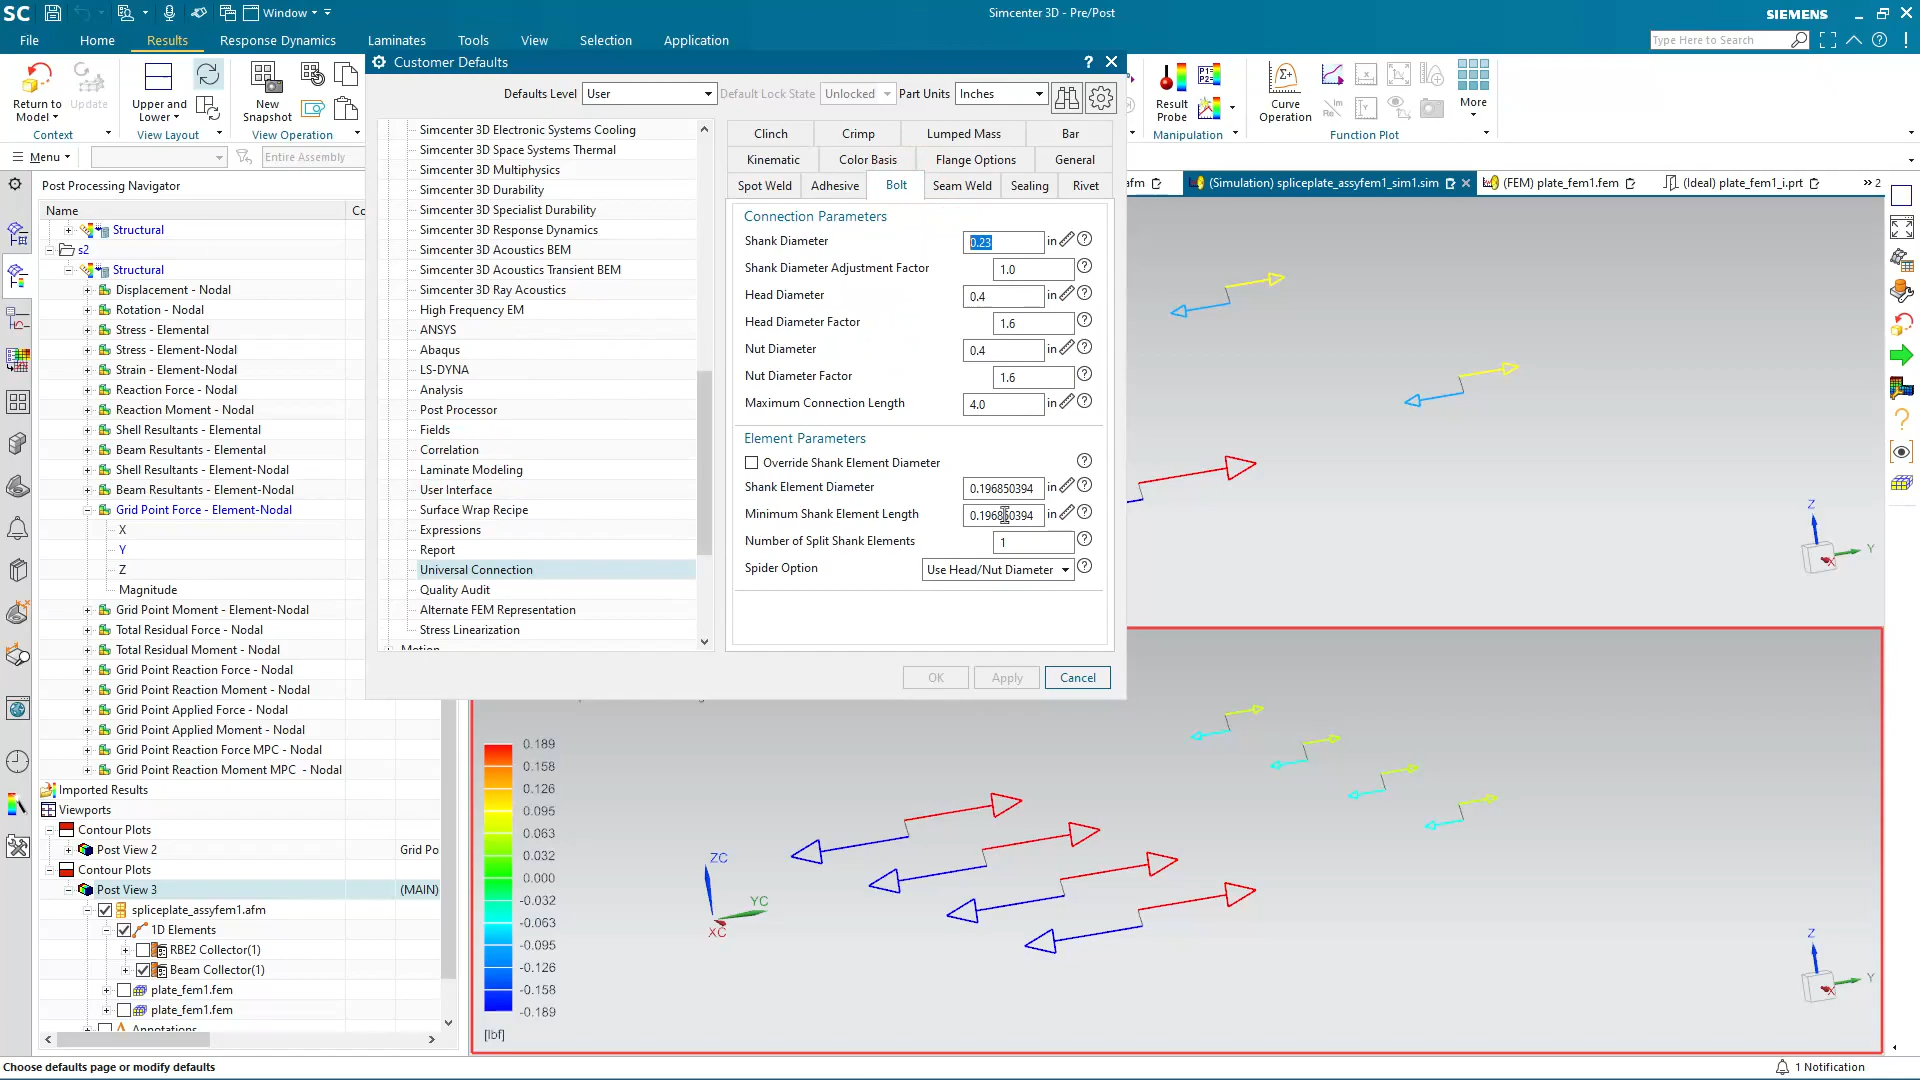 SC
Window
Simcenter 3D - Pre/Post
SIEMENS
File
Home
Results
Response Dynamics
Laminates
Tools
View
Selection
Application
Type Here to Search
Return to Model
Update
Context
Upper and Lower
View Layout
New Snapshot
View Operation
Result Probe
Manipulation
Curve Operation
More
Function Plot
Menu
Entire Assembly
Customer Defaults
Defaults Level
User
Default Lock State
Unlocked
Part Units
Inches
(Simulation) spliceplate_assyfem1_sim1.sim
(FEM) plate_fem1.fem
(Ideal) plate_fem1_i.prt
2
Post Processing Navigator
Name
Structural
s2
Structural
Displacement - Nodal
Rotation - Nodal
Stress - Elemental
Stress - Element-Nodal
Strain - Element-Nodal
Reaction Force - Nodal
Reaction Moment - Nodal
Shell Resultants - Elemental
Beam Resultants - Elemental
Shell Resultants - Element-Nodal
Beam Resultants - Element-Nodal
Grid Point Force - Element-Nodal
X
Y
Z
Magnitude
Grid Point Moment - Element-Nodal
Total Residual Force - Nodal
Total Residual Moment - Nodal
Grid Point Reaction Force - Nodal
Grid Point Reaction Moment - Nodal
Grid Point Applied Force - Nodal
Grid Point Applied Moment - Nodal
Grid Point Reaction Force MPC - Nodal
Grid Point Reaction Moment MPC - Nodal
Imported Results
Viewports
Contour Plots
Post View 2
Grid Po
Contour Plots
Post View 3
(MAIN)
spliceplate_assyfem1.afm
1D Elements
RBE2 Collector(1)
Beam Collector(1)
plate_fem1.fem
plate_fem1.fem
Annotations
Simcenter 3D Electronic Systems Cooling
Simcenter 3D Space Systems Thermal
Simcenter 3D Multiphysics
Simcenter 3D Durability
Simcenter 3D Specialist Durability
Simcenter 3D Response Dynamics
Simcenter 3D Acoustics BEM
Simcenter 3D Acoustics Transient BEM
Simcenter 3D Ray Acoustics
High Frequency EM
ANSYS
Abaqus
LS-DYNA
Analysis
Post Processor
Fields
Correlation
Laminate Modeling
User Interface
Surface Wrap Recipe
Expressions
Report
Universal Connection
Quality Audit
Alternate FEM Representation
Stress Linearization
Motion
Clinch
Crimp
Lumped Mass
Bar
Kinematic
Color Basis
Flange Options
General
Spot Weld
Adhesive
Bolt
Seam Weld
Sealing
Rivet
Connection Parameters
Shank Diameter
0.23
in
Shank Diameter Adjustment Factor
1.0
Head Diameter
0.4
in
Head Diameter Factor
1.6
Nut Diameter
0.4
in
Nut Diameter Factor
1.6
Maximum Connection Length
4.0
in
Element Parameters
Override Shank Element Diameter
Shank Element Diameter
0.196850394
in
Minimum Shank Element Length
0.196850394
in
Number of Split Shank Elements
1
Spider Option
Use Head/Nut Diameter
OK
Apply
Cancel
0.189
0.158
0.126
0.095
0.063
0.032
0.000
-0.032
-0.063
-0.095
-0.126
-0.158
-0.189
[lbf]
ZC
YC
XC
Z
Y
X
Z
Y
X
Choose defaults page or modify defaults
1 Notification